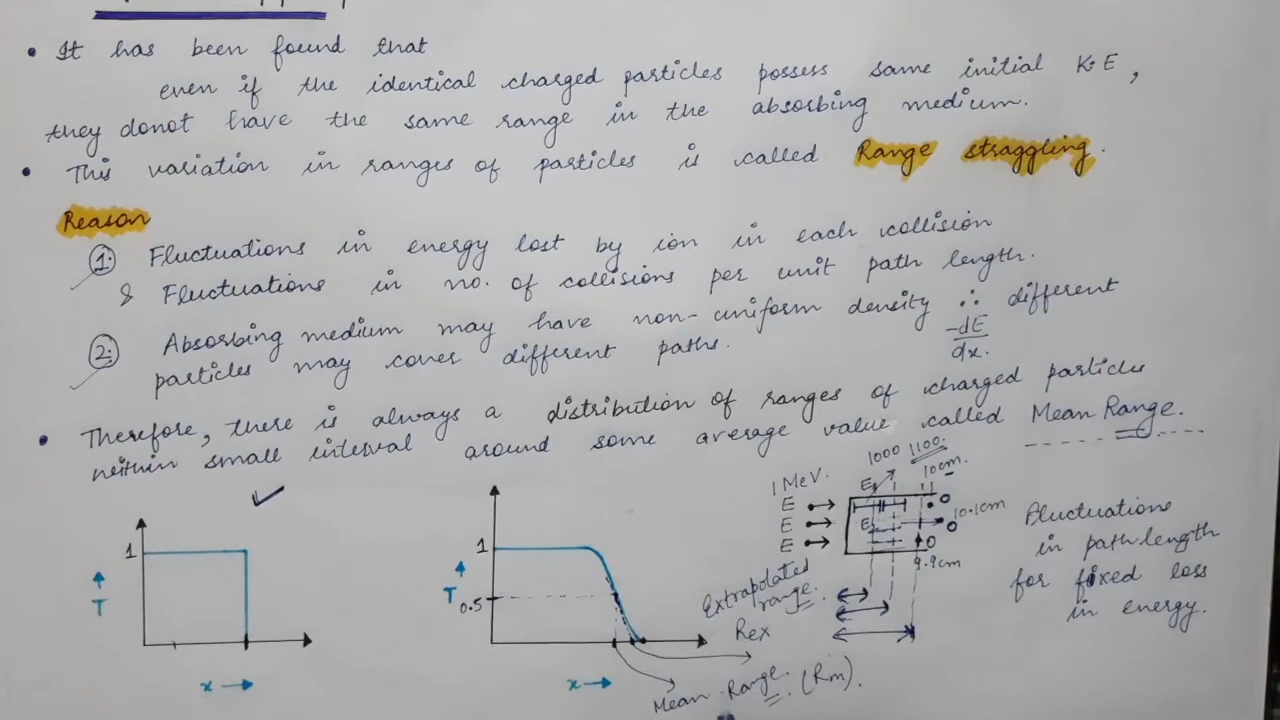 • It has been found that
even if the identical charged particles possess same initial K.E,
they donot have the same range in the absorbing medium.
• This variation in ranges of particles is called Range straggling.
Reason
1. Fluctuations in energy lost by ion in each collision
& Fluctuations in no. of collisions per unit path length.
2. Absorbing medium may have non-uniform density ∴ different
particles may cover different paths.
-dE
dx.
• Therefore, there is always a distribution of ranges of charged particles
within small interval around some average value called Mean Range.
1
T
x →
1
T
0.5
x →
Extrapolated
range.
Rex
Mean Range. (Rm).
1 MeV.
E
E
E
E
E
1000 1100.
10cm.
10.1cm
9.9cm
Fluctuations
in pathlength
for fixed loss
in energy.